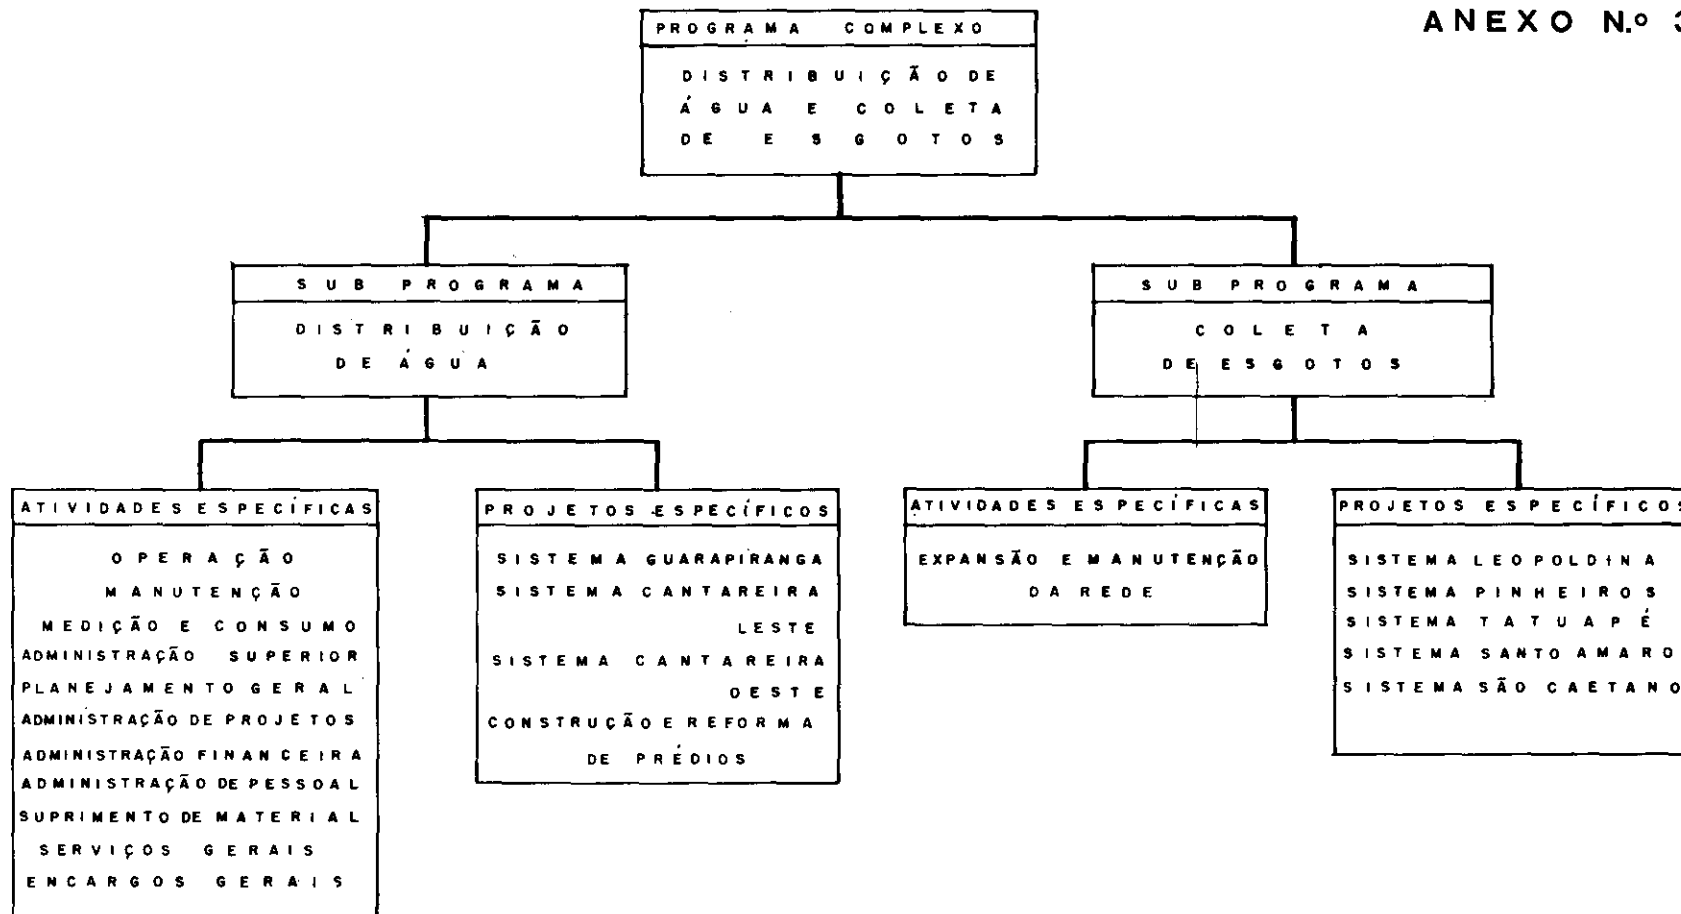 ANEXO N.º 3
PROGRAMA COMPLEXO
DISTRIBUIÇÃO DE
ÁGUA E COLETA
DE ESGOTOS
SUB PROGRAMA
DISTRIBUIÇÃO
DE ÁGUA
SUB PROGRAMA
COLETA
DE ESGOTOS
ATIVIDADES ESPECÍFICAS
OPERAÇÃO
MANUTENÇÃO
MEDIÇÃO E CONSUMO
ADMINISTRAÇÃO SUPERIOR
PLANEJAMENTO GERAL
ADMINISTRAÇÃO DE PROJETOS
ADMINISTRAÇÃO FINANCEIRA
ADMINISTRAÇÃO DE PESSOAL
SUPRIMENTO DE MATERIAL
SERVIÇOS GERAIS
ENCARGOS GERAIS
PROJETOS ESPECÍFICOS
SISTEMA GUARAPIRANGA
SISTEMA CANTAREIRA
LESTE
SISTEMA CANTAREIRA
OESTE
CONSTRUÇÃO E REFORMA
DE PRÉDIOS
ATIVIDADES ESPECÍFICAS
EXPANSÃO E MANUTENÇÃO
DA REDE
PROJETOS ESPECÍFICOS
SISTEMA LEOPOLDINA
SISTEMA PINHEIROS
SISTEMA TATUAPÉ
SISTEMA SANTO AMARO
SISTEMA SÃO CAETANO